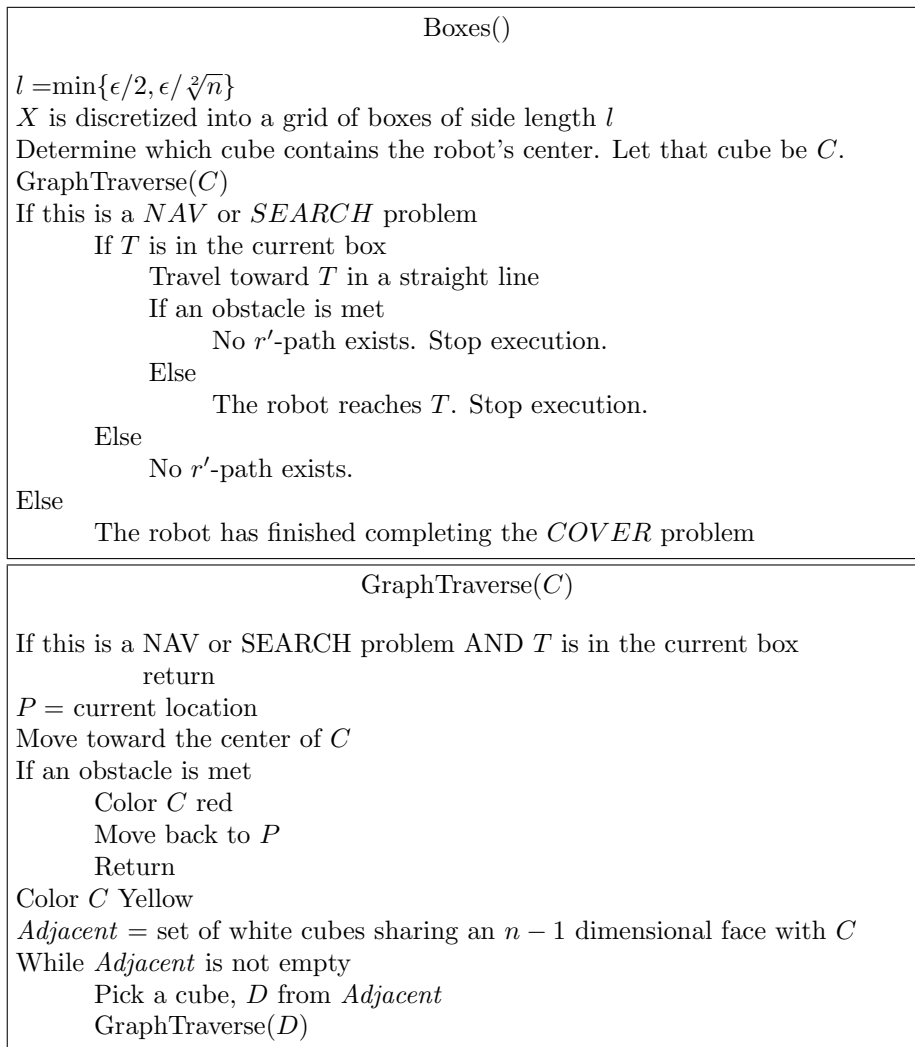 Boxes()
l =min{ϵ/2, ϵ/ ²√n}
X is discretized into a grid of boxes of side length l
Determine which cube contains the robot's center. Let that cube be C.
GraphTraverse(C)
If this is a NAV or SEARCH problem
If T is in the current box
Travel toward T in a straight line
If an obstacle is met
No r′-path exists. Stop execution.
Else
The robot reaches T. Stop execution.
Else
No r′-path exists.
Else
The robot has finished completing the COVER problem
GraphTraverse(C)
If this is a NAV or SEARCH problem AND T is in the current box
return
P = current location
Move toward the center of C
If an obstacle is met
Color C red
Move back to P
Return
Color C Yellow
Adjacent = set of white cubes sharing an n − 1 dimensional face with C
While Adjacent is not empty
Pick a cube, D from Adjacent
GraphTraverse(D)